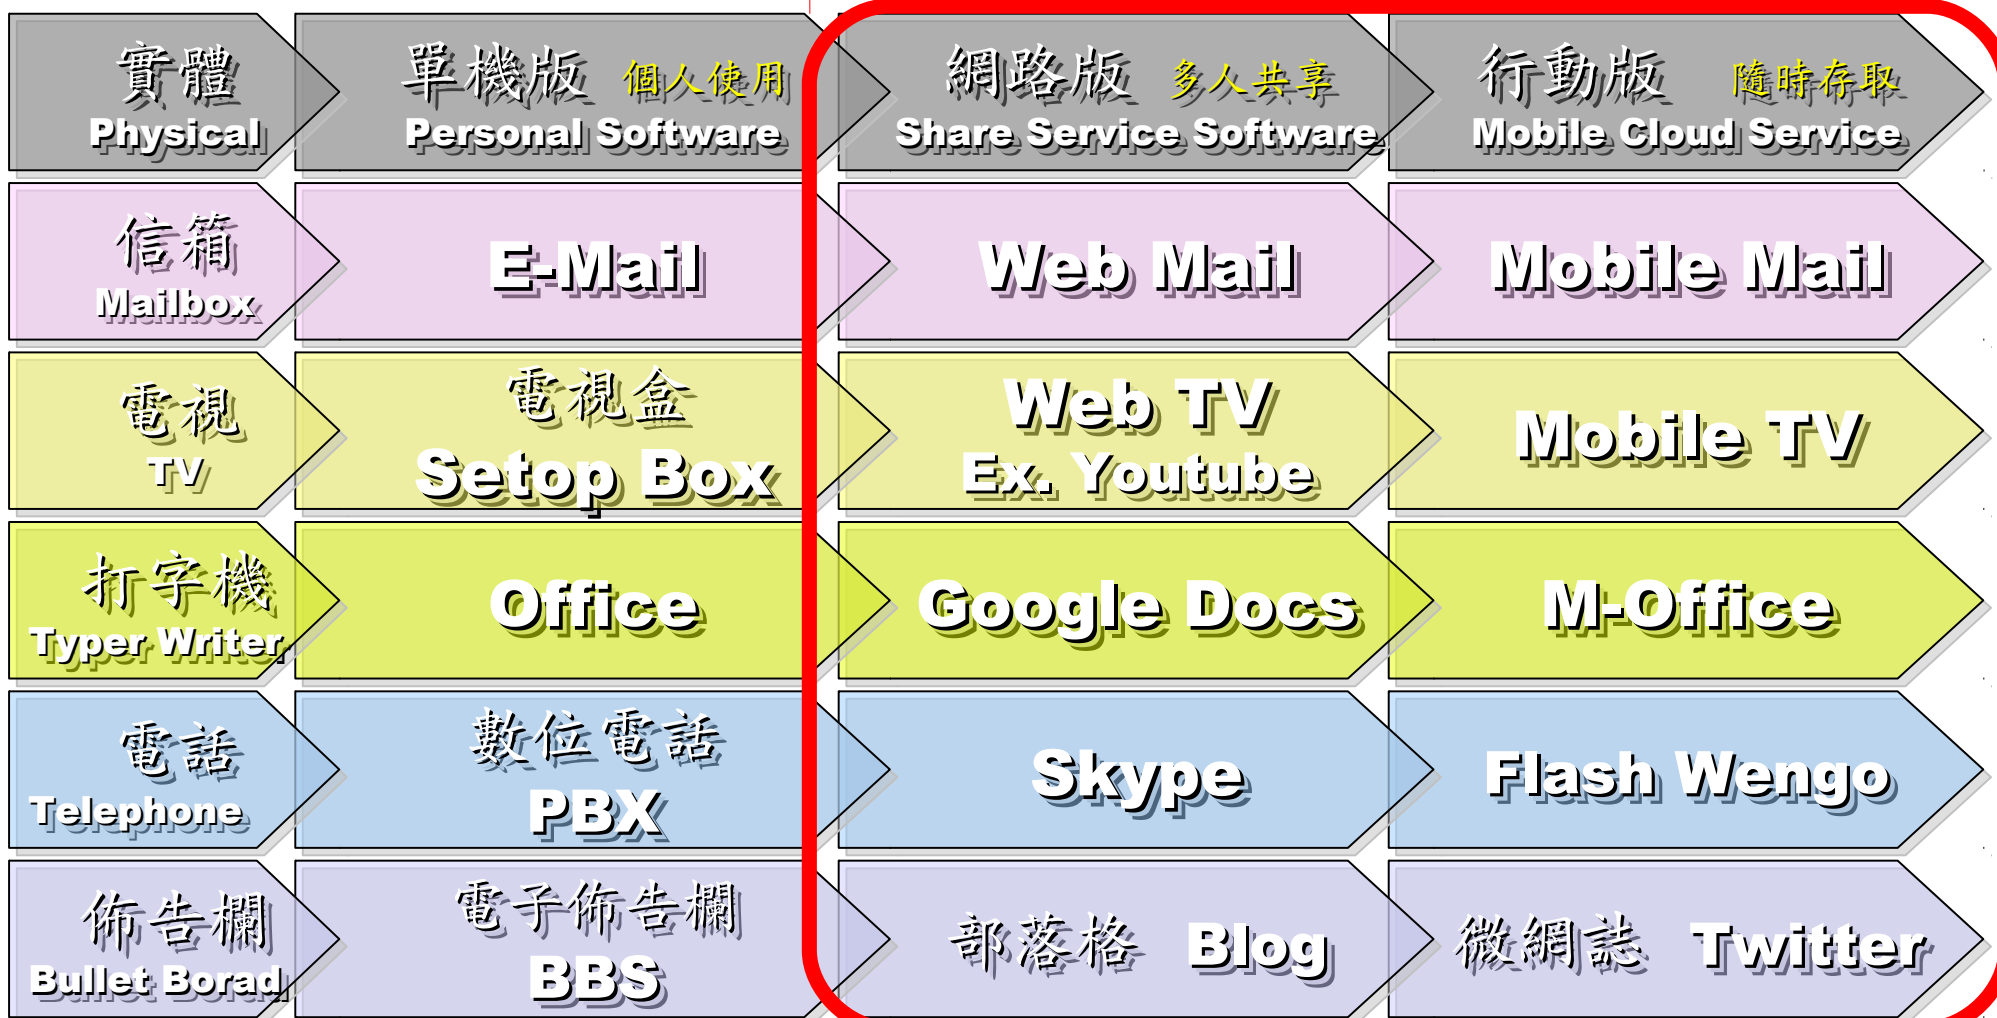 實體
Physical
單機版 個人使用
Personal Software
網路版 多人共享
Share Service Software
行動版 隨時存取
Mobile Cloud Service
信箱
Mailbox
E-Mail
Web Mail
Mobile Mail
電視
TV
電視盒
Setop Box
Web TV
Ex. Youtube
Mobile TV
打字機
Typer Writer
Office
Google Docs
M-Office
電話
Telephone
數位電話
PBX
Skype
Flash Wengo
佈告欄
Bullet Borad
電子佈告欄
BBS
部落格 Blog
微網誌 Twitter